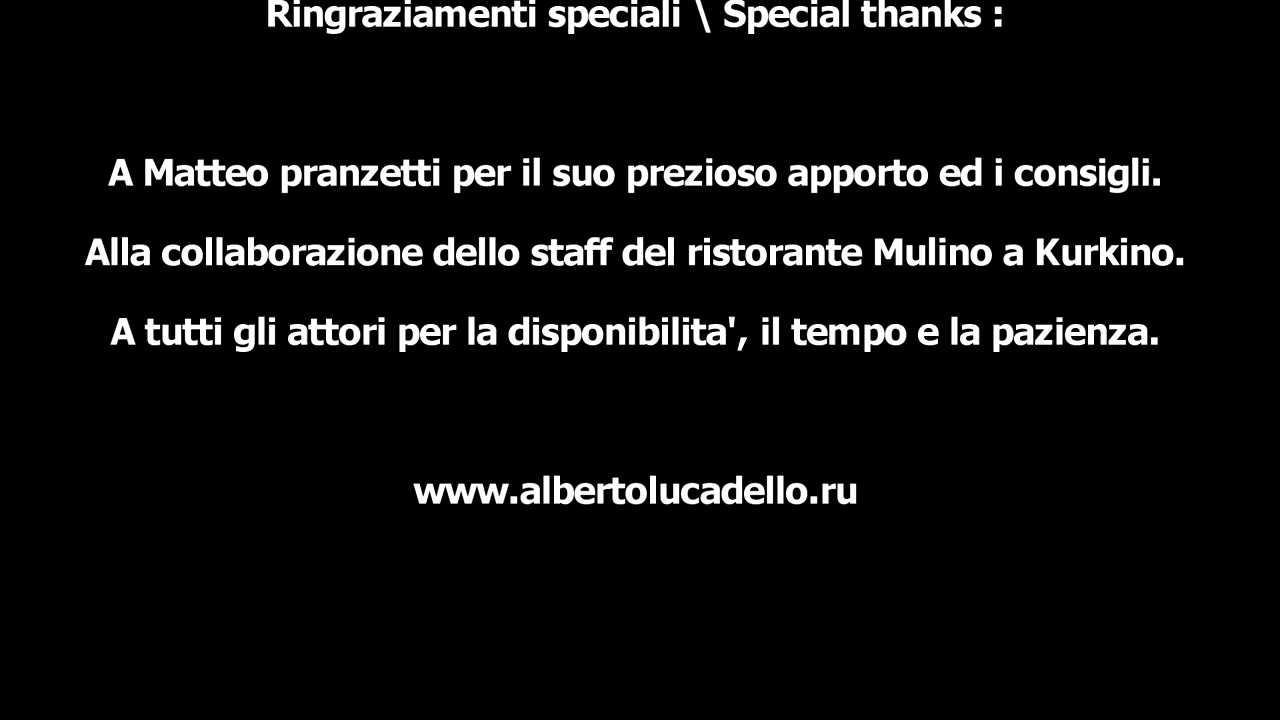 Ringraziamenti speciali \ Special thanks :
A Matteo pranzetti per il suo prezioso apporto ed i consigli.
Alla collaborazione dello staff del ristorante Mulino a Kurkino.
A tutti gli attori per la disponibilita', il tempo e la pazienza.
www.albertolucadello.ru